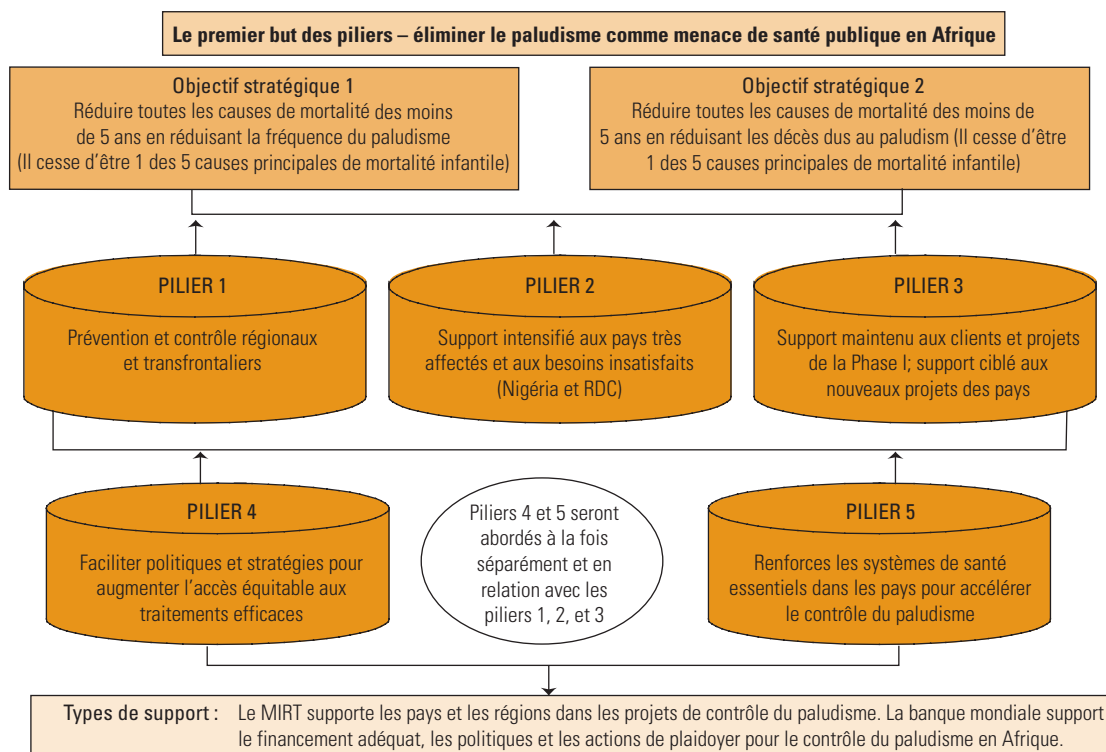 Le premier but des piliers – éliminer le paludisme comme menace de santé publique en Afrique
Objectif stratégique 1
Réduire toutes les causes de mortalité des moins
de 5 ans en réduisant la fréquence du paludisme
(Il cesse d'être 1 des 5 causes principales de mortalité infantile)
Objectif stratégique 2
Réduire toutes les causes de mortalité des moins de
5 ans en réduisant les décès dus au paludism (Il cesse d'être
1 des 5 causes principales de mortalité infantile)
PILIER 1
Prévention et contrôle régionaux
et transfrontaliers
PILIER 2
Support intensifié aux pays très
affectés et aux besoins insatisfaits
(Nigéria et RDC)
PILIER 3
Support maintenu aux clients et projets
de la Phase I; support ciblé aux
nouveaux projets des pays
PILIER 4
Faciliter politiques et stratégies pour
augmenter l'accès équitable aux
traitements efficaces
Piliers 4 et 5 seront
abordés à la fois
séparément et en
relation avec les
piliers 1, 2, et 3
PILIER 5
Renforces les systèmes de santé
essentiels dans les pays pour accélérer
le contrôle du paludisme
Types de support : Le MIRT supporte les pays et les régions dans les projets de contrôle du paludisme. La banque mondiale support
le financement adéquat, les politiques et les actions de plaidoyer pour le contrôle du paludisme en Afrique.